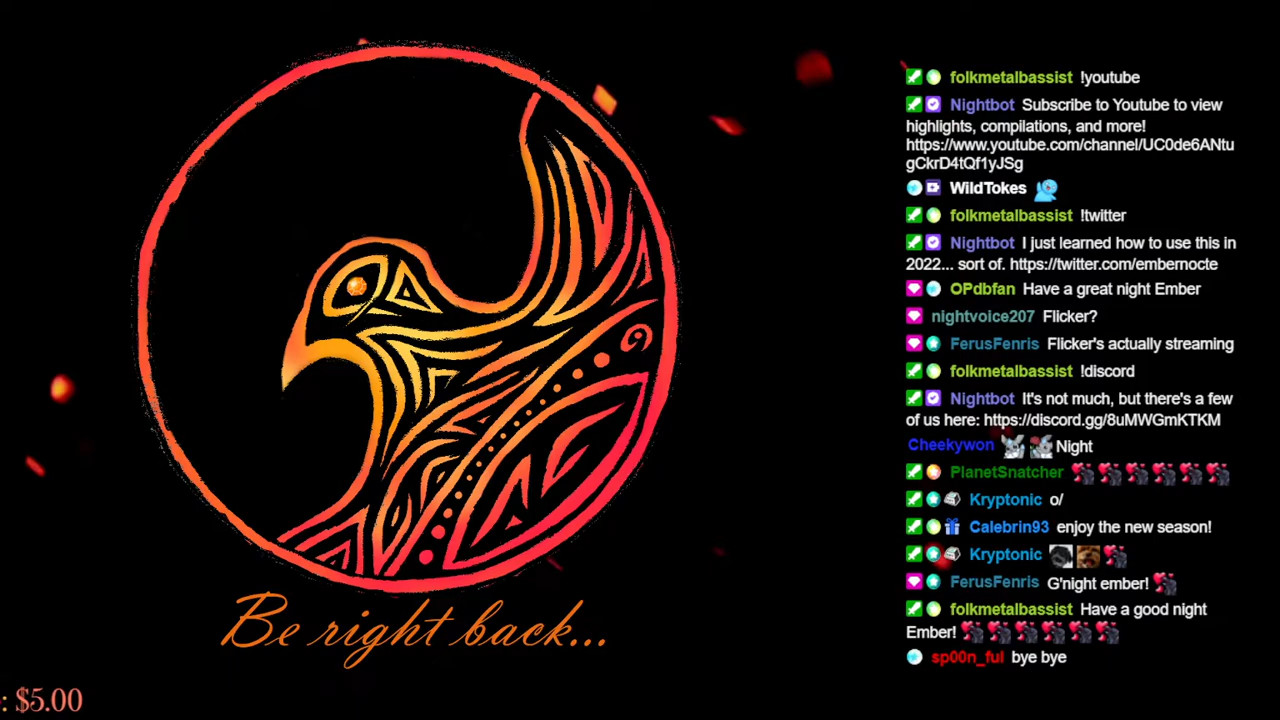 folkmetalbassist !youtube
Nightbot Subscribe to Youtube to view
highlights, compilations, and more!
https://www.youtube.com/channel/UC0de6ANtu
gCkrD4tQf1yJSg
WildTokes
folkmetalbassist !twitter
Nightbot I just learned how to use this in
2022... sort of. https://twitter.com/embernocte
OPdbfan Have a great night Ember
nightvoice207 Flicker?
FerusFenris Flicker's actually streaming
folkmetalbassist !discord
Nightbot It's not much, but there's a few
of us here: https://discord.gg/8uMWGmKTKM
Cheekywon Night
PlanetSnatcher
Kryptonic o/
Calebrin93 enjoy the new season!
Kryptonic
FerusFenris G'night ember!
folkmetalbassist Have a good night
Ember!
sp00n_ful bye bye
Be right back...
: $5.00